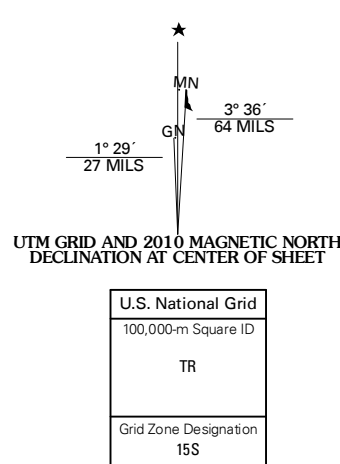 ★
MN
3° 36´
64 MILS
GN
1° 29´
27 MILS
UTM GRID AND 2010 MAGNETIC NORTH
DECLINATION AT CENTER OF SHEET
U.S. National Grid
100,000-m Square ID
TR
Grid Zone Designation
15S